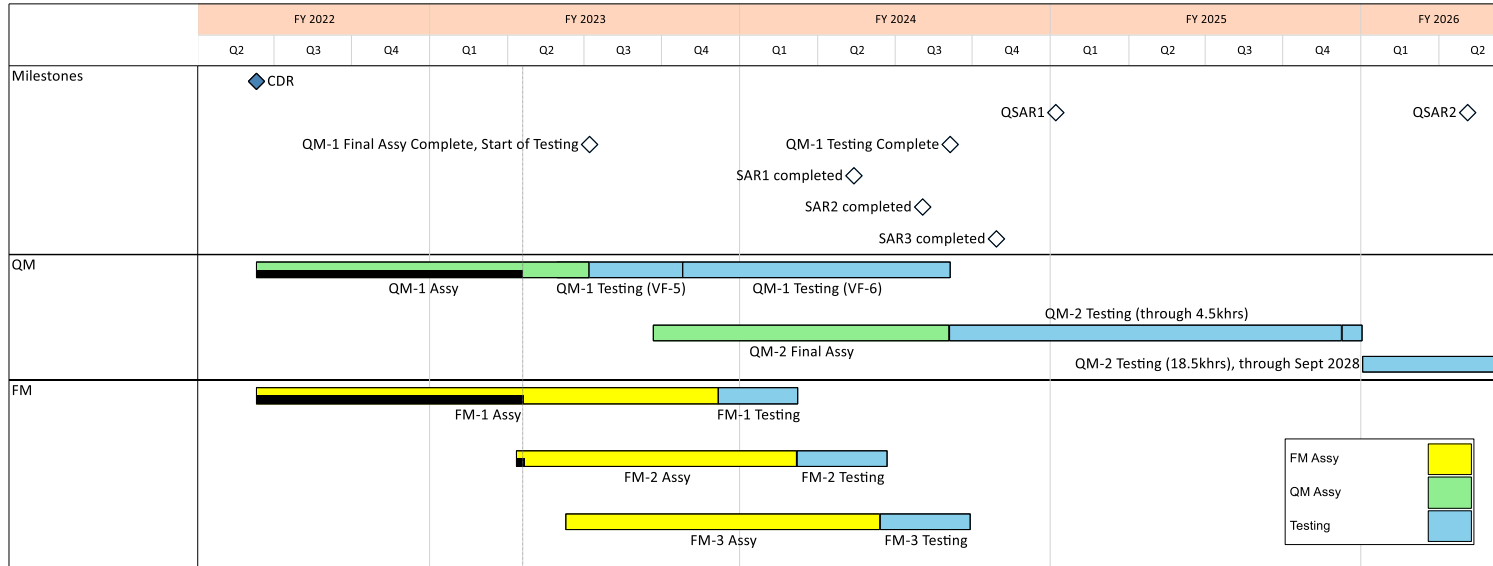 FY 2022 FY 2023 FY 2024 FY 2025 FY 2026
Q2 Q3 Q4 Q1 Q2 Q3 Q4 Q1 Q2 Q3 Q4 Q1 Q2 Q3 Q4 Q1 Q2
Milestones
CDR
QSAR1 QSAR2
QM-1 Final Assy Complete, Start of Testing QM-1 Testing Complete
SAR1 completed
SAR2 completed
SAR3 completed
QM
QM-1 Assy QM-1 Testing (VF-5) QM-1 Testing (VF-6)
QM-2 Testing (through 4.5khrs)
QM-2 Final Assy
QM-2 Testing (18.5khrs), through Sept 2028
FM
FM-1 Assy FM-1 Testing
FM-2 Assy FM-2 Testing
FM-3 Assy FM-3 Testing
FM Assy
QM Assy
Testing